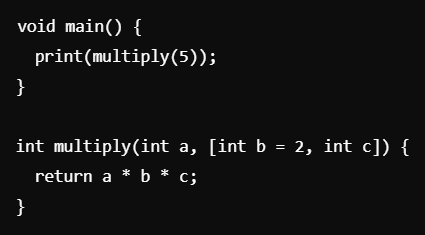 void main() {
  print(multiply(5));
}

int multiply(int a, [int b = 2, int c]) {
  return a * b * c;
}